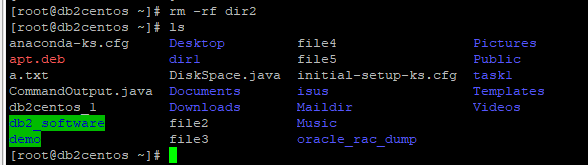 [root@db2centos ~]# rm -rf dir2
[root@db2centos ~]# ls
anaconda-ks.cfg Desktop file4 Pictures
apt.deb dir1 file5 Public
a.txt DiskSpace.java initial-setup-ks.cfg task1
CommandOutput.java Documents isus Templates
db2centos_1 Downloads Maildir Videos
db2_software file2 Music
demo file3 oracle_rac_dump
[root@db2centos ~]#